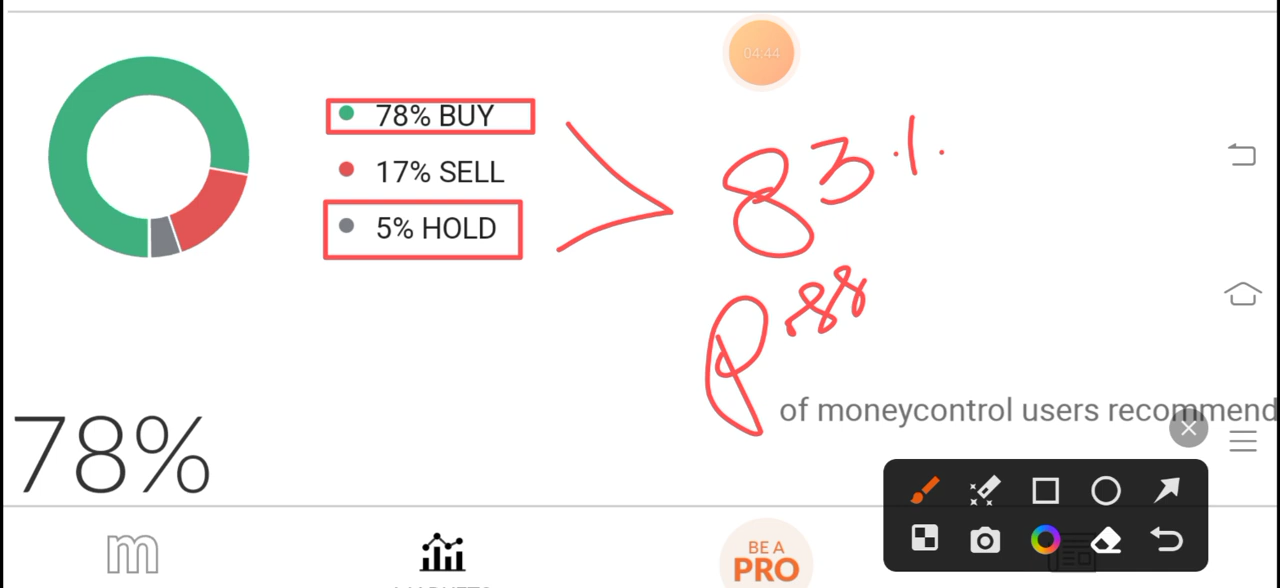 04:44
78% BUY
17% SELL
5% HOLD
83%
78%
of moneycontrol users recommend
m
BE A
PRO